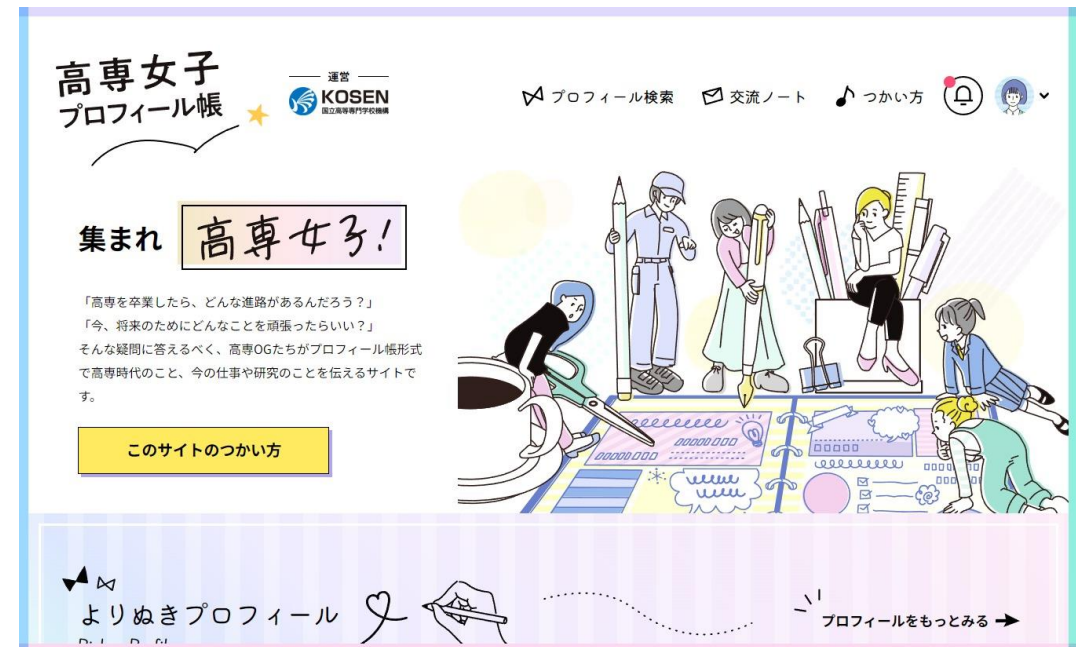 高専女子
プロフィール帳
運営
KOSEN
国立高等専門学校機構
プロフィール検索
交流ノート
つかい方
集まれ
高専女子!
「高専を卒業したら、どんな進路があるんだろう？」
「今、将来のためにどんなことを頑張ったらいい？」
そんな疑問に答えるべく、高専OGたちがプロフィール帳形式
で高専時代のこと、今の仕事や研究のことを伝えるサイトで
す。
このサイトのつかい方
よりぬきプロフィール
プロフィールをもっとみる